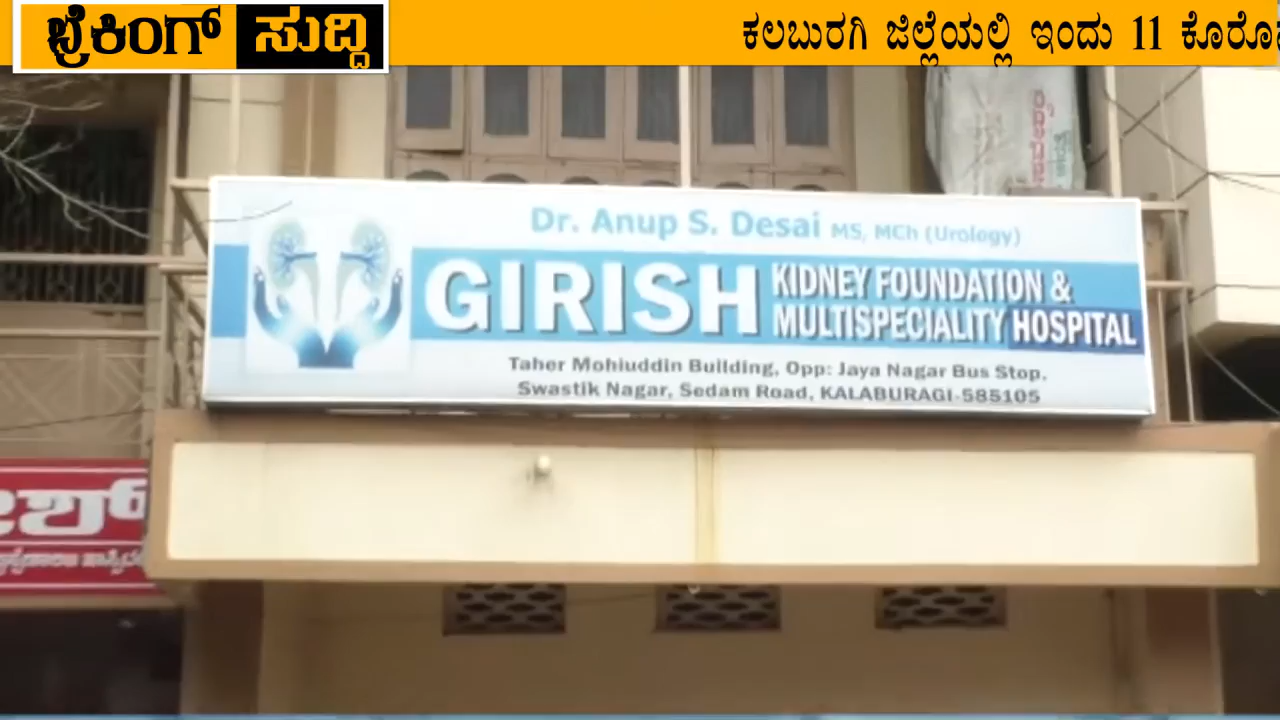 ಬ್ರೇಕಿಂಗ್ ಸುದ್ದಿ
ಕಲಬುರಗಿ ಜಿಲ್ಲೆಯಲ್ಲಿ ಇಂದು 11
Dr. Anup S. Desai MS, MCh (Urology)
GIRISH KIDNEY FOUNDATION &
MULTISPECIALITY HOSPITAL
Taher Mohiuddin Building, Opp: Jaya Nagar Bus Stop,
Swastik Nagar, Sedam Road, KALABURAGI-585105